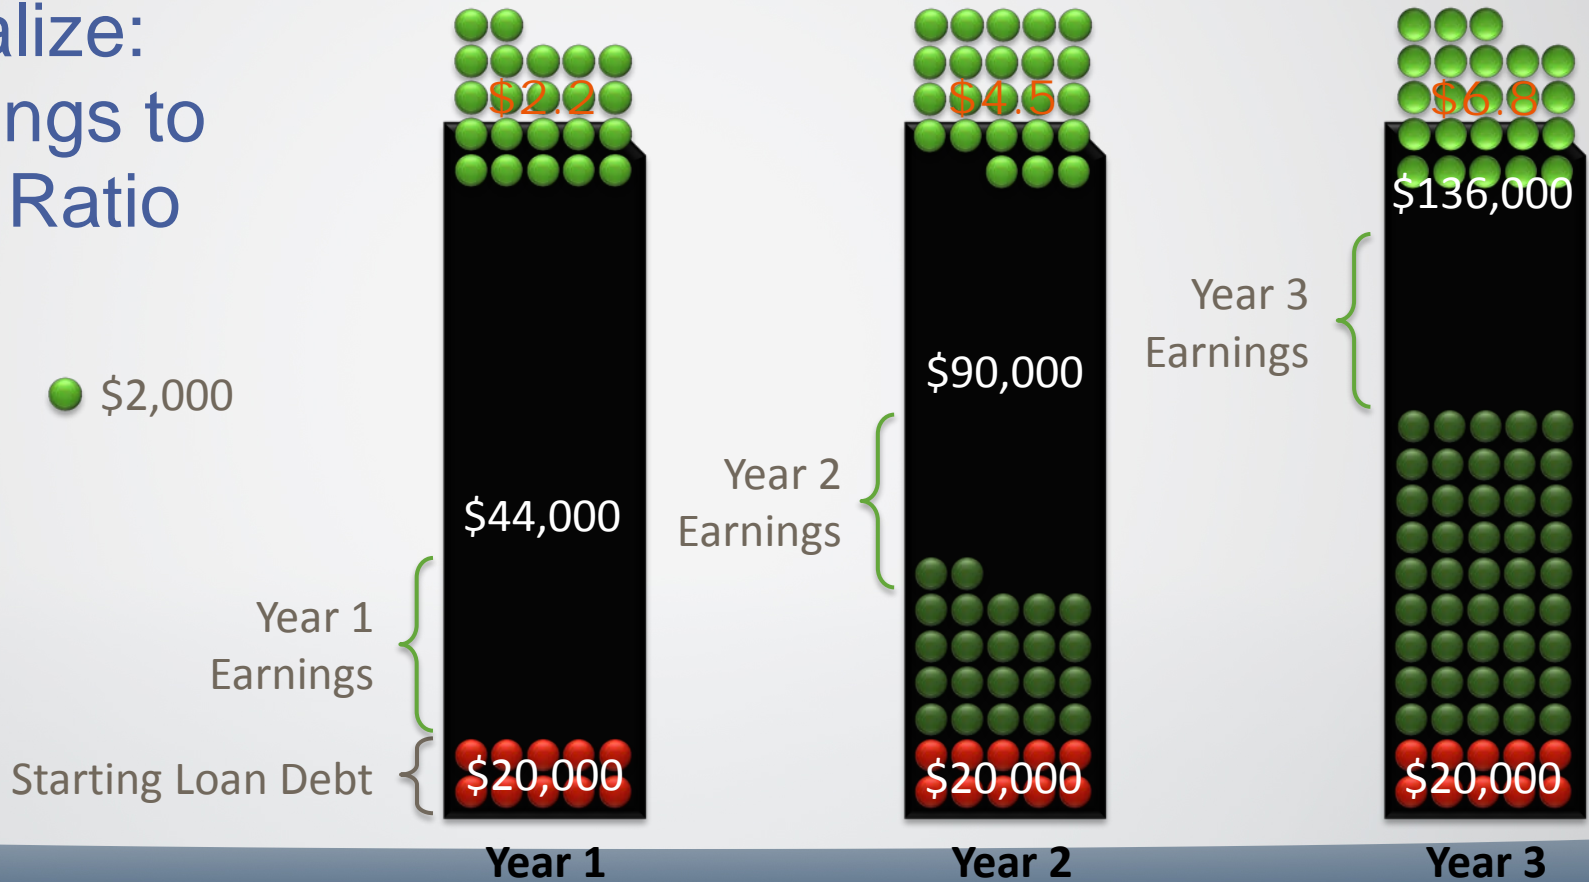 alize:
ngs to
Ratio
$2,000
$2.2
$4.5
$6.8
$136,000
Year 3
Earnings
$90,000
Year 2
Earnings
$44,000
Year 1
Earnings
Starting Loan Debt
$20,000
$20,000
$20,000
Year 1
Year 2
Year 3